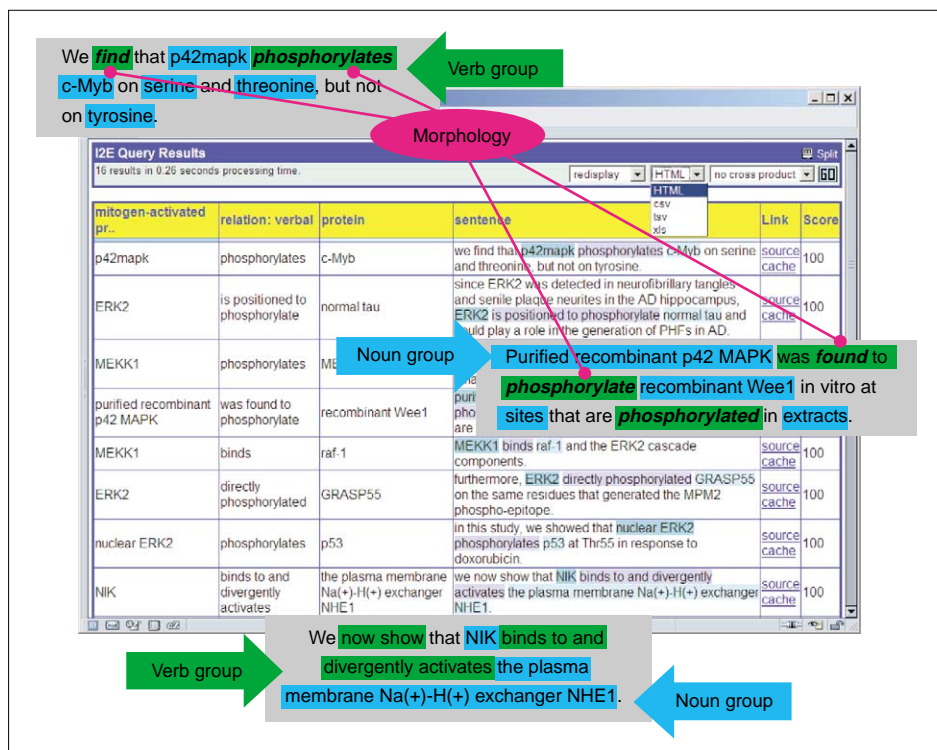 We find that p42mapk phosphorylates
c-Myb on serine and threonine, but not
on tyrosine.
Verb group
Morphology
I2E Query Results
Split
16 results in 0.26 seconds processing time.
redisplay
HTML
no cross product
GO
HTML
csv
tsv
xls
mitogen-activated
pr..
relation: verbal
protein
sentence
Link
Score
p42mapk
phosphorylates
c-Myb
we find that p42mapk phosphorylates c-Myb on serine
and threonine, but not on tyrosine.
source
cache
100
ERK2
is positioned to
phosphorylate
normal tau
since ERK2 was detected in neurofibrillary tangles
and senile plaque neurites in the AD hippocampus,
ERK2 is positioned to phosphorylate normal tau and
could play a role in the generation of PHFs in AD.
source
cache
100
Noun group
Purified recombinant p42 MAPK was found to
phosphorylate recombinant Wee1 in vitro at
sites that are phosphorylated in extracts.
MEKK1
phosphorylates
purified recombinant
p42 MAPK
was found to
phosphorylate
recombinant Wee1
are
MEKK1
binds
raf-1
MEKK1 binds raf-1 and the ERK2 cascade
components.
source
cache
100
ERK2
directly
phosphorylated
GRASP55
furthermore, ERK2 directly phosphorylated GRASP55
on the same residues that generated the MPM2
phospho-epitope.
source
cache
100
nuclear ERK2
phosphorylates
p53
in this study, we showed that nuclear ERK2
phosphorylates p53 at Thr55 in response to
doxorubicin.
source
cache
100
NIK
binds to and
divergently
activates
the plasma membrane
Na(+)-H(+) exchanger
NHE1
we now show that NIK binds to and divergently
activates the plasma membrane Na(+)-H(+) exchanger
NHE1.
source
cache
100
We now show that NIK binds to and
divergently activates the plasma
membrane Na(+)-H(+) exchanger NHE1.
Verb group
Noun group